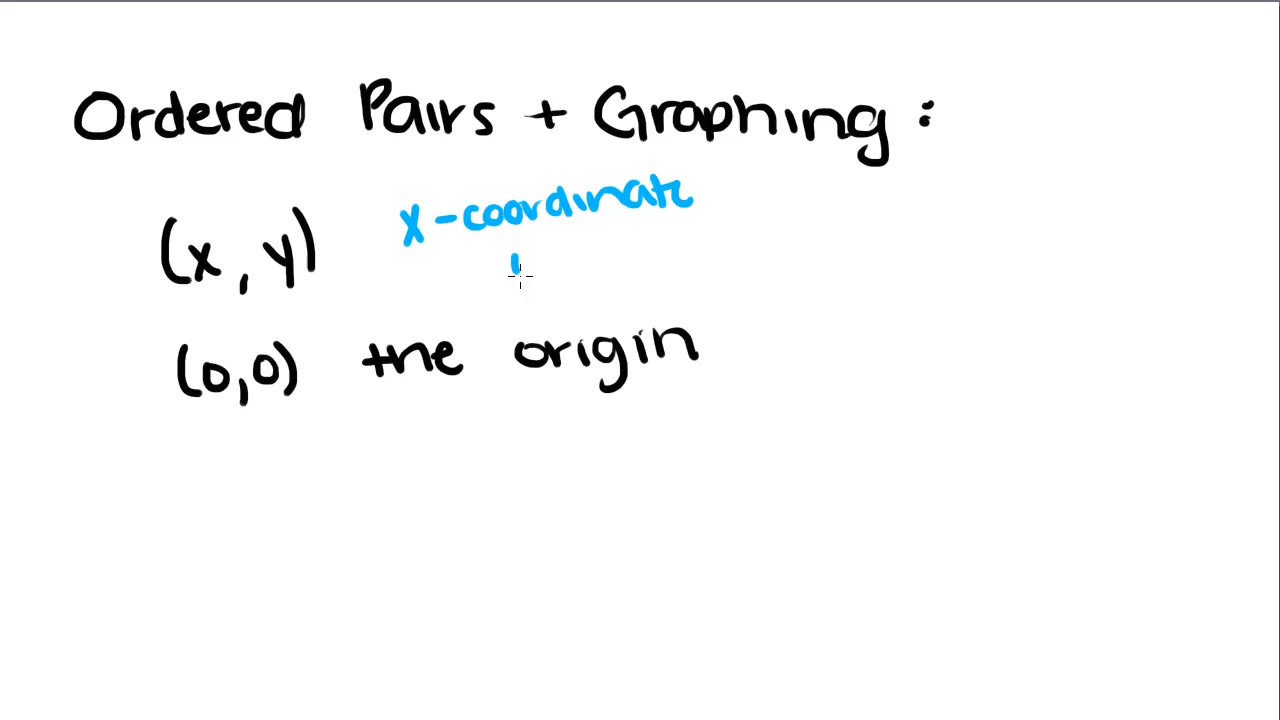 Ordered Pairs + Graphing :
(x, y) x-coordinate
(0,0) the origin